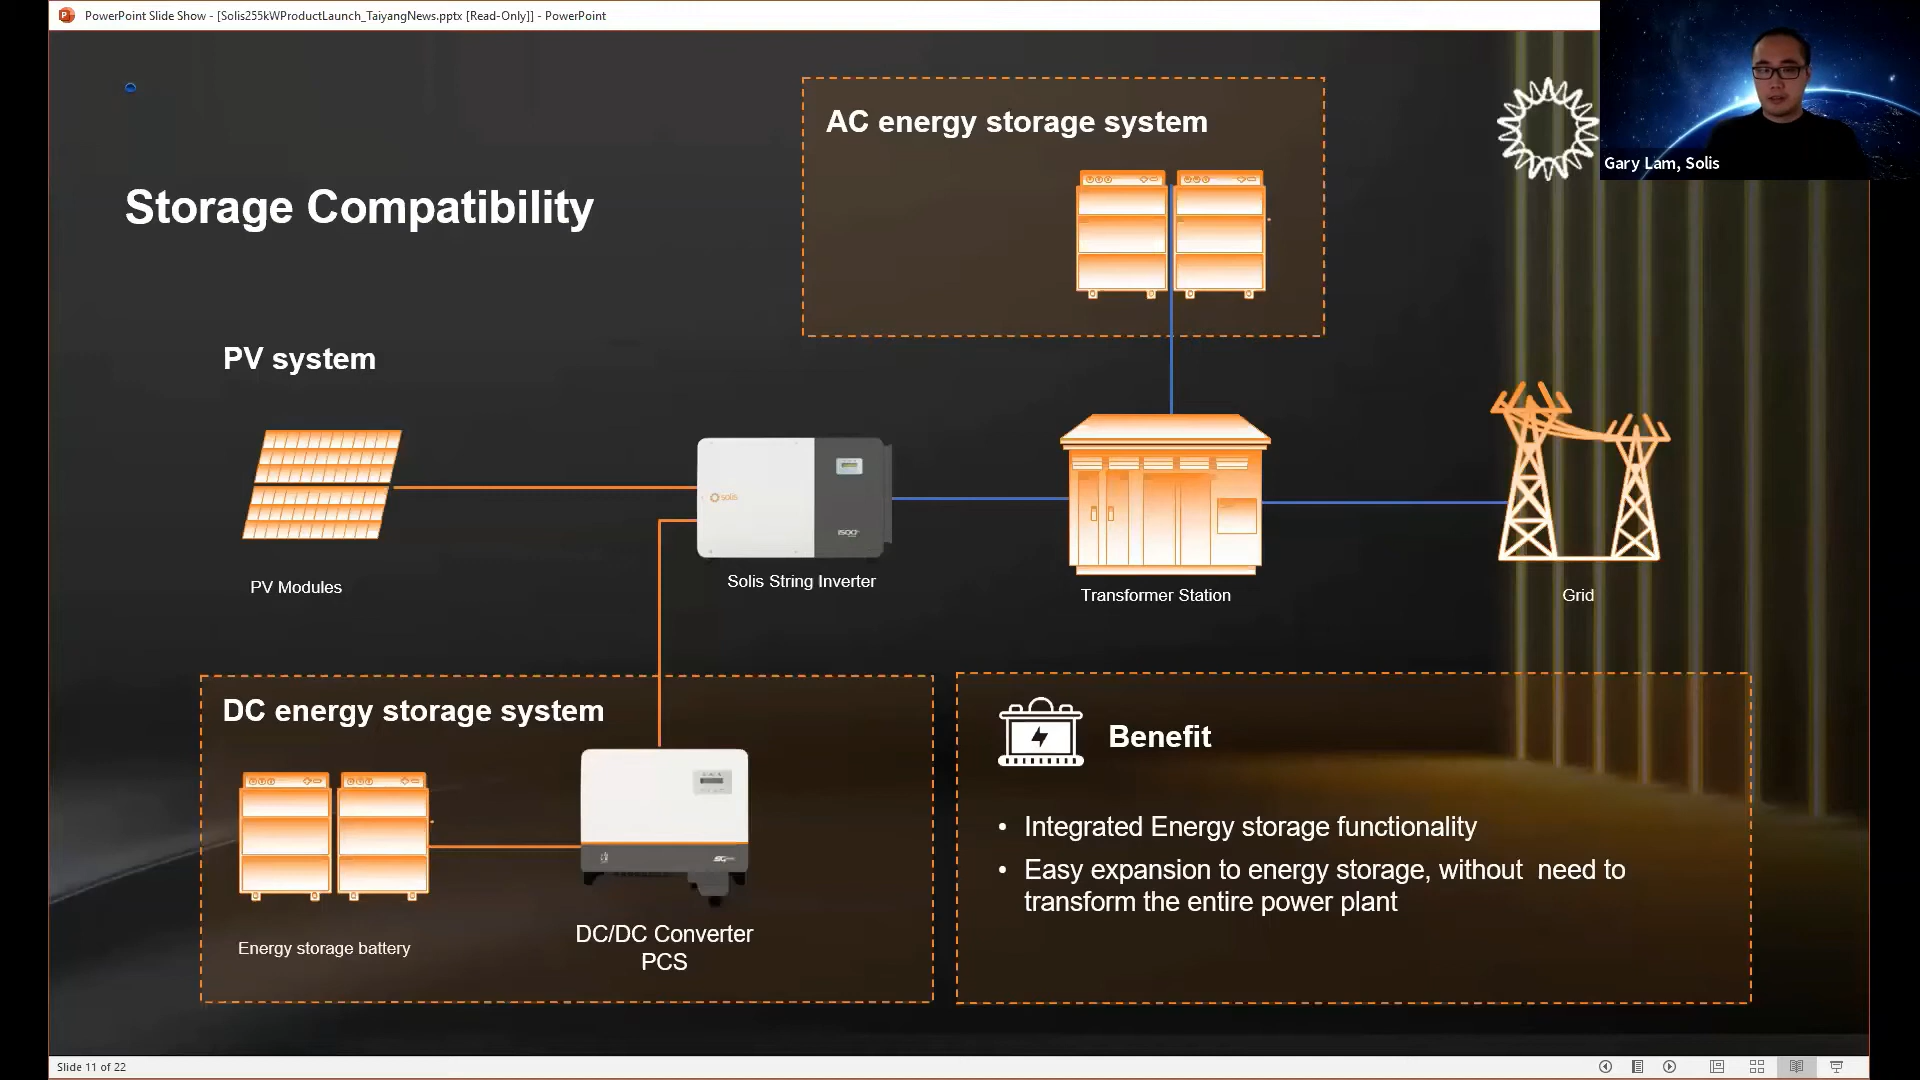 PowerPoint Slide Show - [Solis255kWProductLaunch_TaiyangNews.pptx [Read-Only]] - PowerPoint
Gary Lam, Solis
AC energy storage system
Storage Compatibility
PV system
solis
PV Modules
Solis String Inverter
Transformer Station
Grid
DC energy storage system
Energy storage battery
DC/DC Converter
PCS
Benefit
• Integrated Energy storage functionality
• Easy expansion to energy storage, without need to
transform the entire power plant
Slide 11 of 22